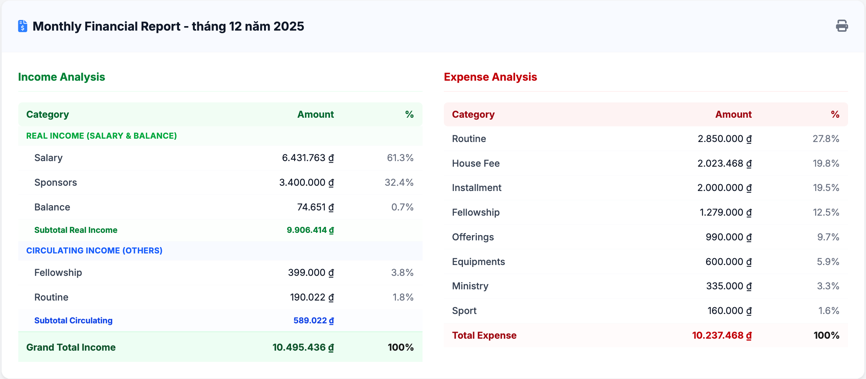 Monthly Financial Report - tháng 12 năm 2025
Income Analysis
Category Amount %
REAL INCOME (SALARY & BALANCE)
Salary 6.431.763 ₫ 61.3%
Sponsors 3.400.000 ₫ 32.4%
Balance 74.651 ₫ 0.7%
Subtotal Real Income 9.906.414 ₫
CIRCULATING INCOME (OTHERS)
Fellowship 399.000 ₫ 3.8%
Routine 190.022 ₫ 1.8%
Subtotal Circulating 589.022 ₫
Grand Total Income 10.495.436 ₫ 100%
Expense Analysis
Category Amount %
Routine 2.850.000 ₫ 27.8%
House Fee 2.023.468 ₫ 19.8%
Installment 2.000.000 ₫ 19.5%
Fellowship 1.279.000 ₫ 12.5%
Offerings 990.000 ₫ 9.7%
Equipments 600.000 ₫ 5.9%
Ministry 335.000 ₫ 3.3%
Sport 160.000 ₫ 1.6%
Total Expense 10.237.468 ₫ 100%